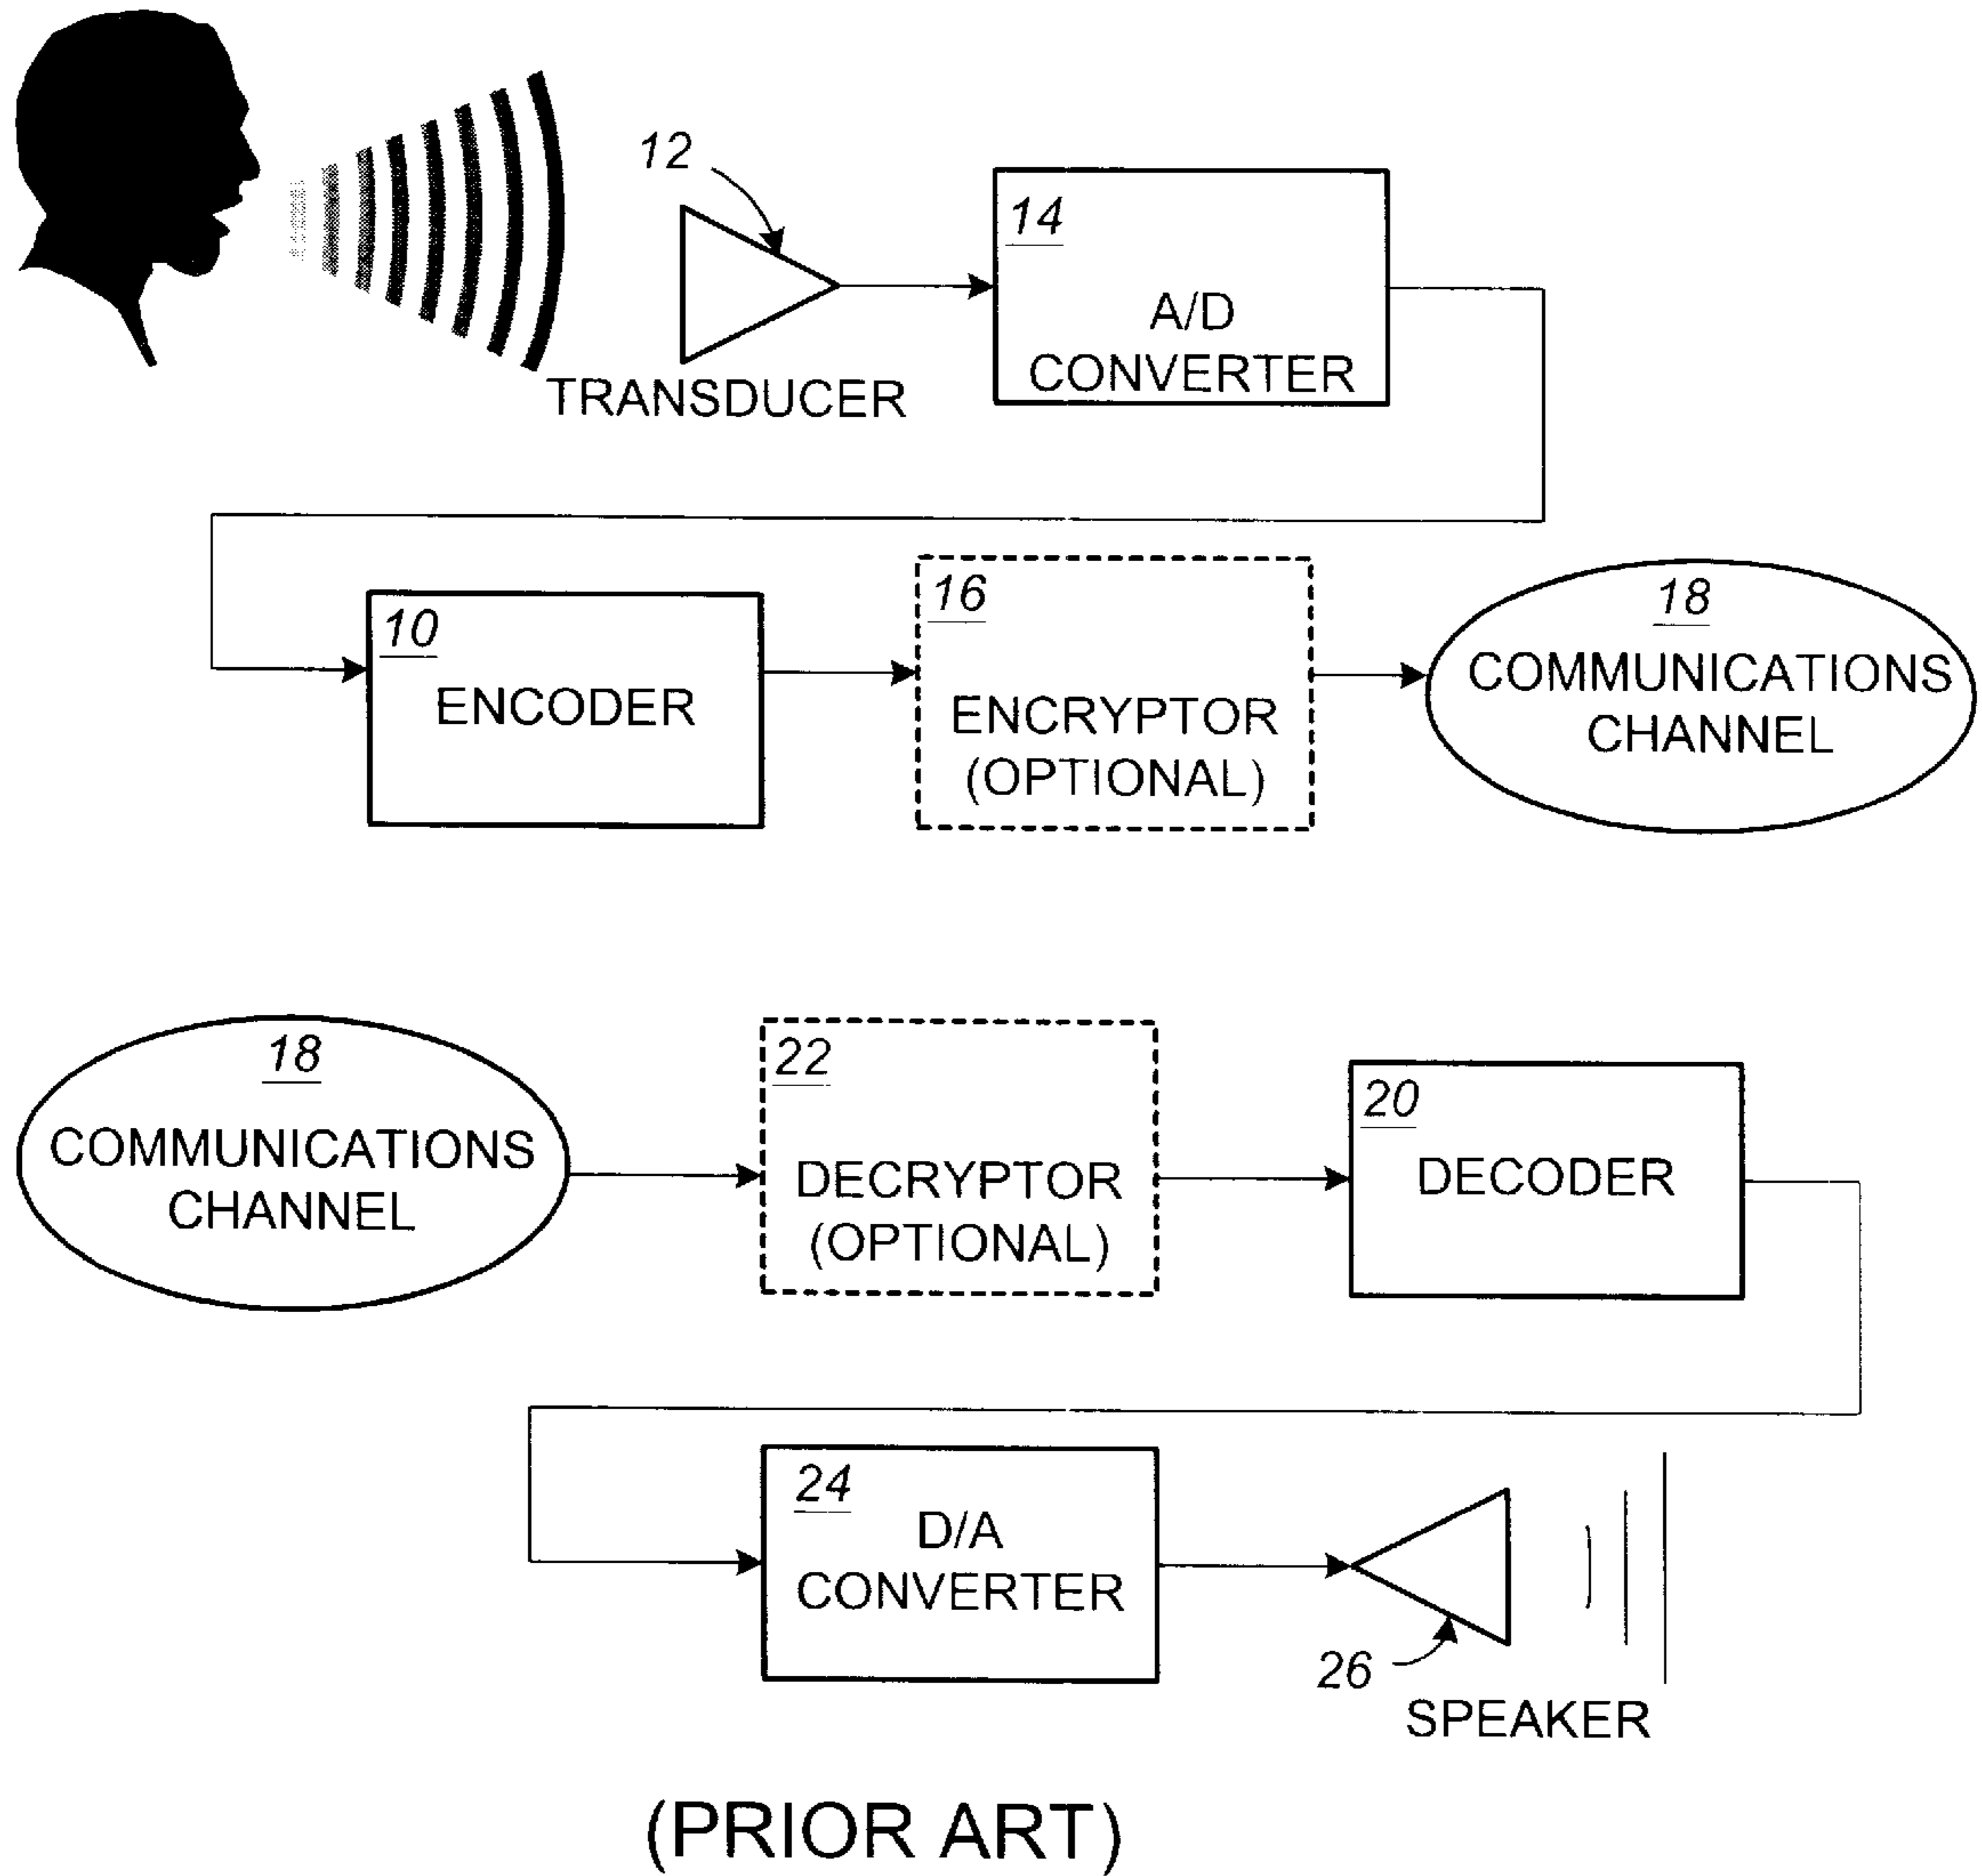 12
TRANSDUCER
14
A/D
CONVERTER
10
ENCODER
16
ENCRYPTOR
(OPTIONAL)
18
COMMUNICATIONS
CHANNEL
18
COMMUNICATIONS
CHANNEL
22
DECRYPTOR
(OPTIONAL)
20
DECODER
24
D/A
CONVERTER
26
SPEAKER
(PRIOR ART)